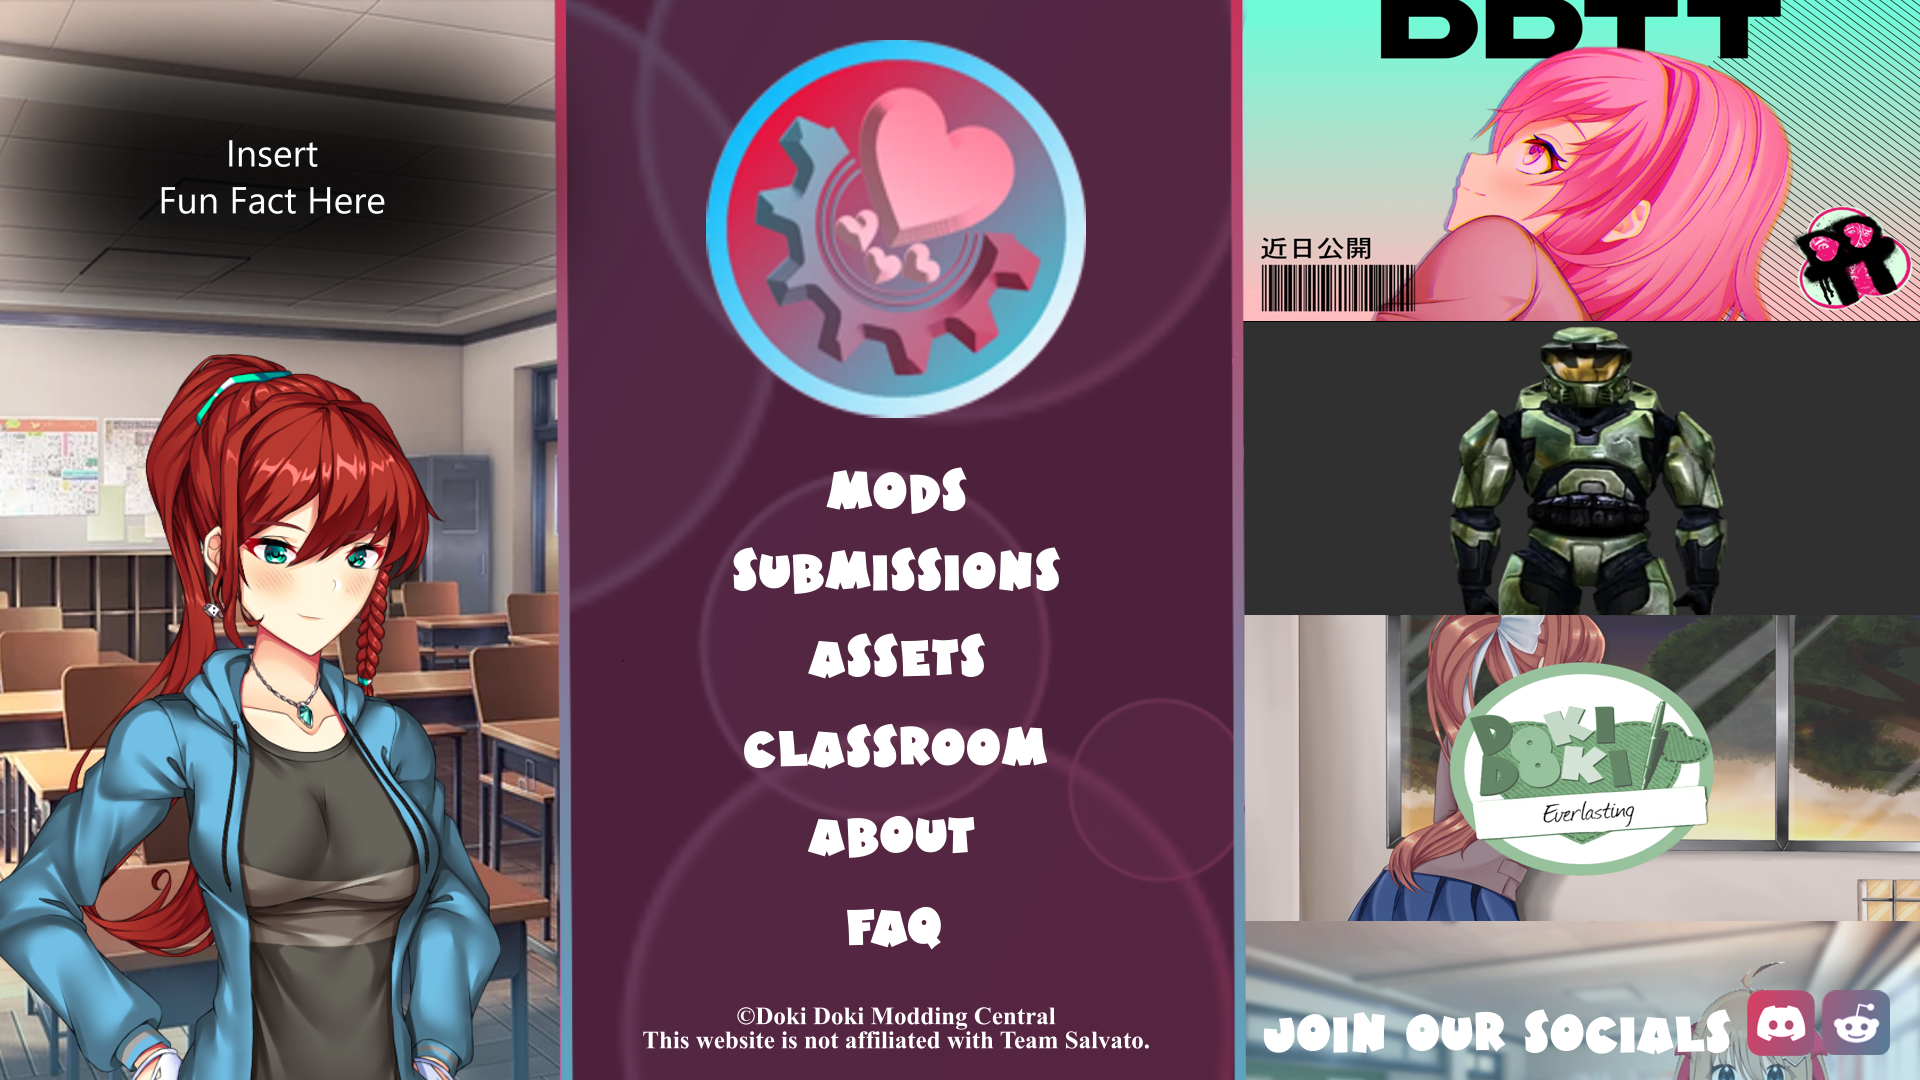 Insert
Fun Fact Here
MODS
SUBMISSIONS
ASSETS
CLASSROOM
ABOUT
FAQ
©Doki Doki Modding Central
This website is not affiliated with Team Salvato.
近日公開
DOKI
DOKI
Everlasting
JOIN OUR SOCIALS